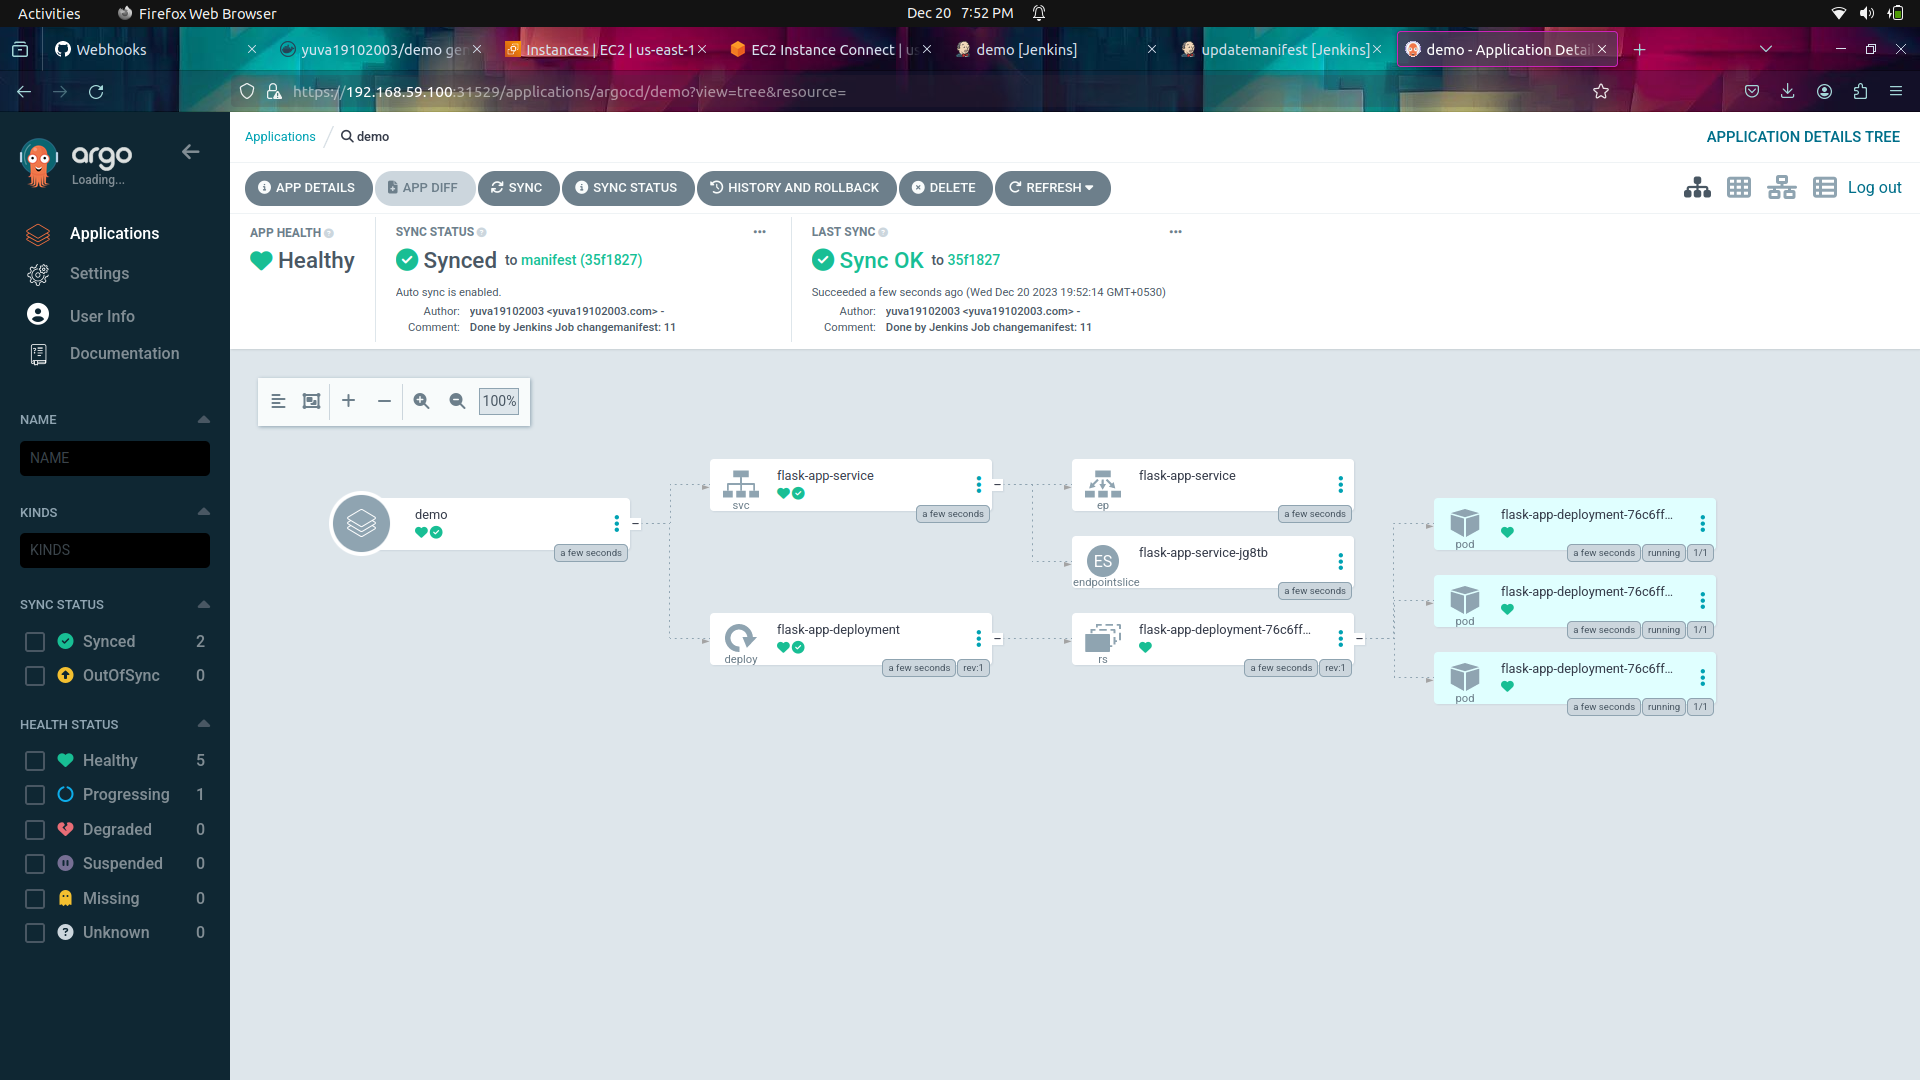 Activities
Firefox Web Browser
Dec 20 7:52 PM
Webhooks
yuva19102003/demo ger
Instances | EC2 | us-east-1
EC2 Instance Connect | us
demo [Jenkins]
updatemanifest [Jenkins]
demo - Application Detail
https://192.168.59.100:31529/applications/argocd/demo?view=tree&resource=
argo
Loading...
Applications
Settings
User Info
Documentation
NAME
NAME
KINDS
KINDS
SYNC STATUS
Synced 2
OutOfSync 0
HEALTH STATUS
Healthy 5
Progressing 1
Degraded 0
Suspended 0
Missing 0
Unknown 0
Applications / demo
APPLICATION DETAILS TREE
APP DETAILS
APP DIFF
SYNC
SYNC STATUS
HISTORY AND ROLLBACK
DELETE
REFRESH
Log out
APP HEALTH
Healthy
SYNC STATUS
Synced to manifest (35f1827)
Auto sync is enabled.
Author: yuva19102003 <yuva19102003.com> -
Comment: Done by Jenkins Job changemanifest: 11
LAST SYNC
Sync OK to 35f1827
Succeeded a few seconds ago (Wed Dec 20 2023 19:52:14 GMT+0530)
Author: yuva19102003 <yuva19102003.com> -
Comment: Done by Jenkins Job changemanifest: 11
100%
demo
a few seconds
flask-app-service
svc
a few seconds
flask-app-deployment
deploy
a few seconds rev:1
flask-app-service
ep
a few seconds
ES
flask-app-service-jg8tb
endpointslice
a few seconds
flask-app-deployment-76c6ff...
rs
a few seconds rev:1
flask-app-deployment-76c6ff...
pod
a few seconds running 1/1
flask-app-deployment-76c6ff...
pod
a few seconds running 1/1
flask-app-deployment-76c6ff...
pod
a few seconds running 1/1